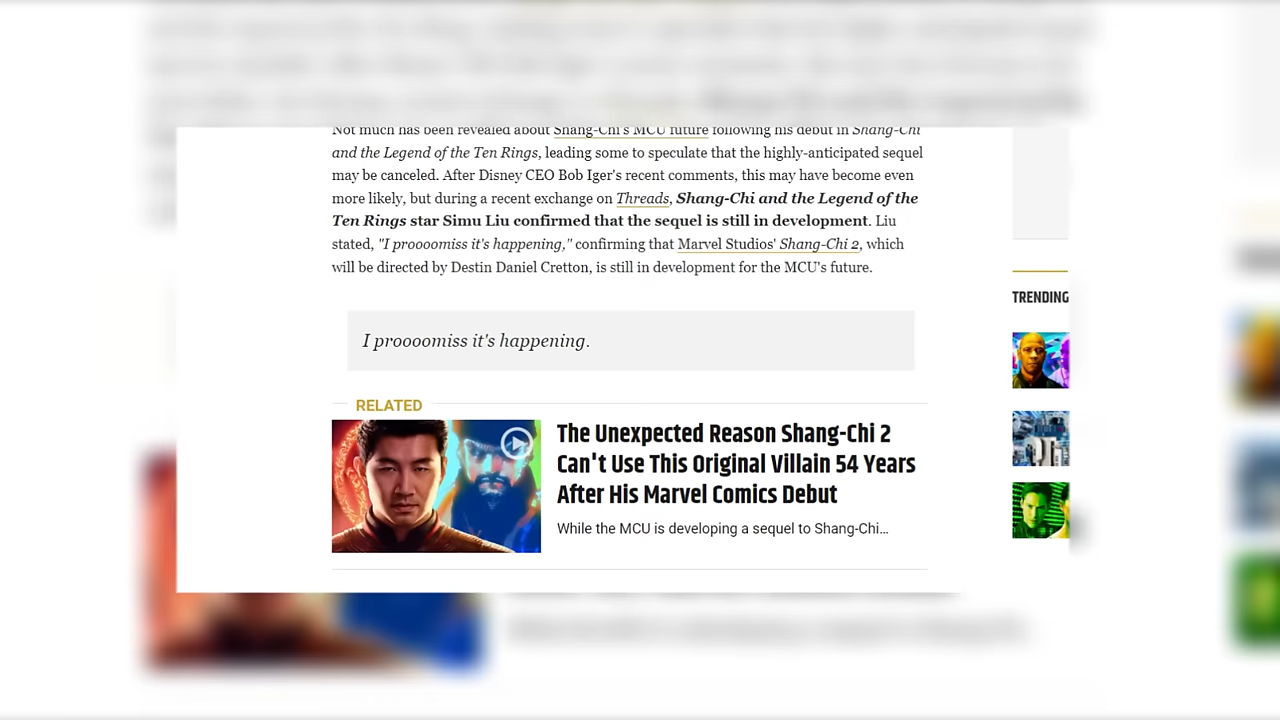 Not much has been revealed about Shang-Chi's MCU future following his debut in Shang-Chi
and the Legend of the Ten Rings, leading some to speculate that the highly-anticipated sequel
may be canceled. After Disney CEO Bob Iger's recent comments, this may have become even
more likely, but during a recent exchange on Threads, Shang-Chi and the Legend of the
Ten Rings star Simu Liu confirmed that the sequel is still in development. Liu
stated, "I proooomiss it's happening," confirming that Marvel Studios' Shang-Chi 2, which
will be directed by Destin Daniel Cretton, is still in development for the MCU's future.
I proooomiss it's happening.
RELATED
The Unexpected Reason Shang-Chi 2
Can't Use This Original Villain 54 Years
After His Marvel Comics Debut
While the MCU is developing a sequel to Shang-Chi...
TRENDING